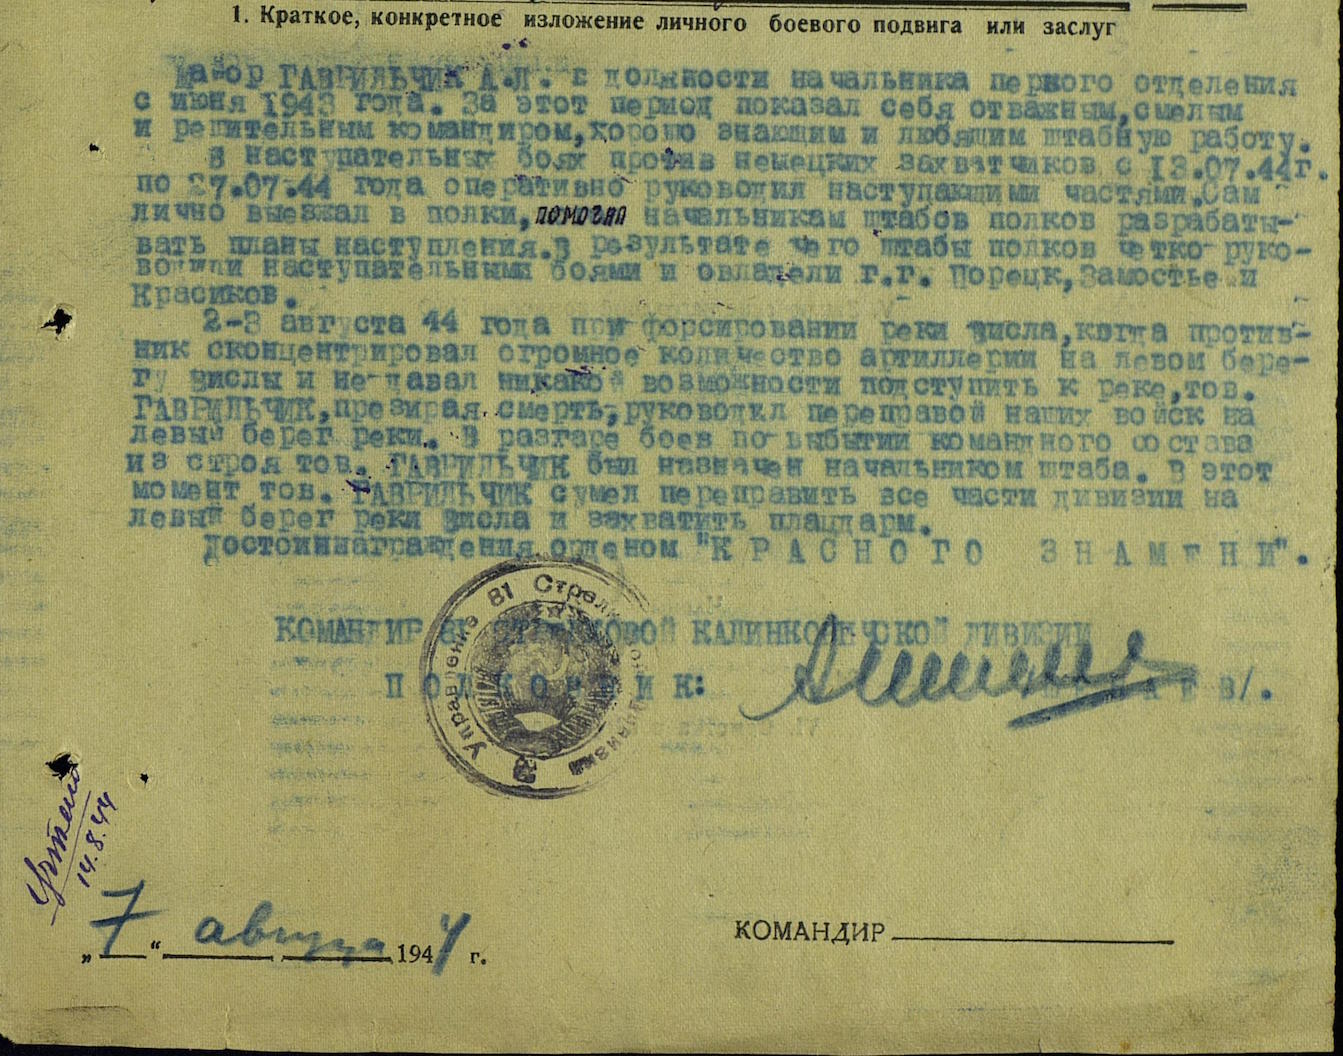 1. Краткое, конкретное изложение личного боевого подвига или заслуг
Майор ГАВРИЛЬЧИК А.Л. в должности начальника первого отделения
с июня 1943 года. За этот период показал себя отважным,смелым
и решительным командиром,хорошо знающим и любящим штабную работу.
В наступательных боях против немецких захватчиков с 13.07.44г.
по 27.07.44 года оперативно руководил наступающими частями.Сам
лично выезжал в полки,помогал начальникам штабов полков разрабаты-
вать планы наступления.В результате чего штабы полков четко руко-
водили наступательными боями и овладели г.г. Порецк,Замостье и
Красиков.
2-3 августа 44 года при форсировании реки Висла,когда против-
ник сконцентрировал огромное количество артиллерии на левом бере-
гу Вислы и не давал никакой возможности подступить к реке,тов.
ГАВРИЛЬЧИК,презирая смерть,руководил переправой наших войск на
левый берег реки. В разгаре боев по выбытии командного состава
из строя тов. ГАВРИЛЬЧИК был назначен начальником штаба. В этот
момент тов. ГАВРИЛЬЧИК сумел переправить все части дивизии на
левый берег реки Висла и захватить плацдарм.
Достоин награждения орденом "К Р А С Н О Г О З Н А М Е Н И".
Управление 81 Стрелковой Дивизии
КОМАНДИР 81 СТРЕЛКОВОЙ КАЛИНКОВИЧСКОЙ ДИВИЗИИ
П О Л К О В Н И К:
Е В/.
Учтено
14.8.44
„7“ августа 1944 г.
КОМАНДИР